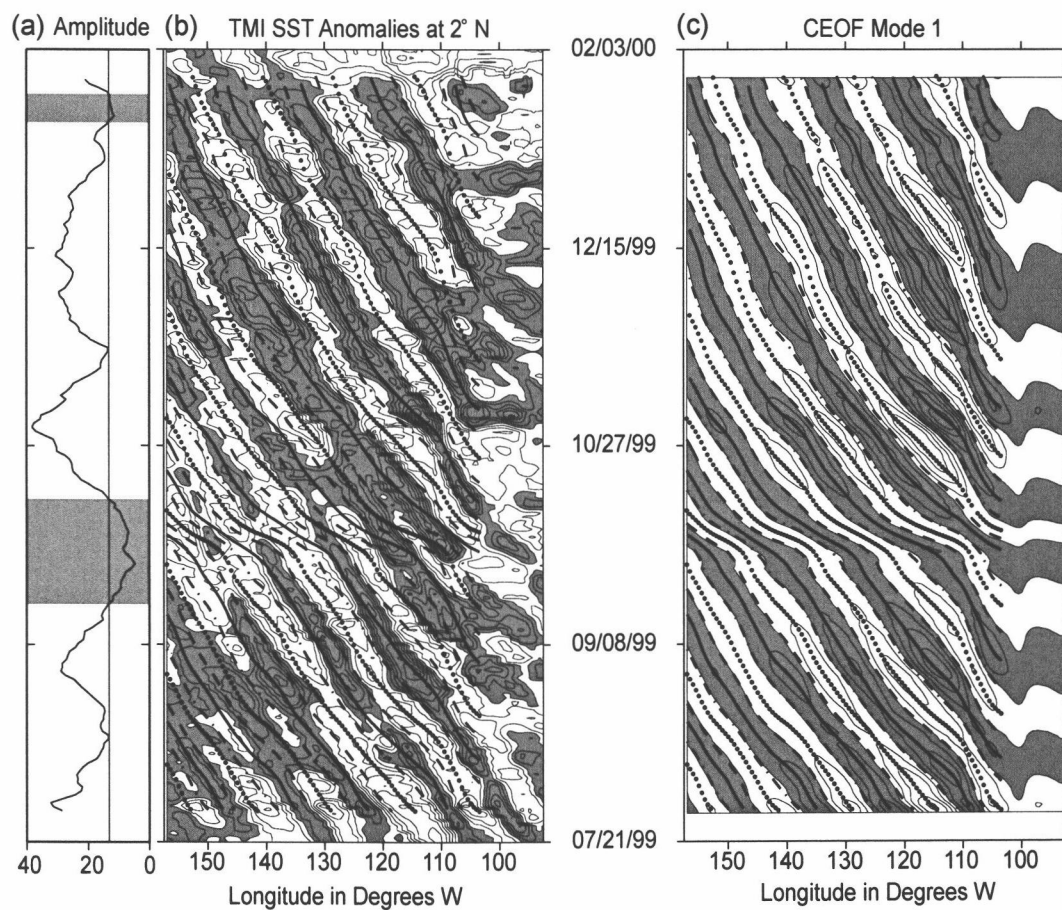 (a) Amplitude (b) TMI SST Anomalies at 2° N (c) CEOF Mode 1
02/03/00
12/15/99
10/27/99
09/08/99
07/21/99
40 20 0 150 140 130 120 110 100 150 140 130 120 110 100
Longitude in Degrees W Longitude in Degrees W